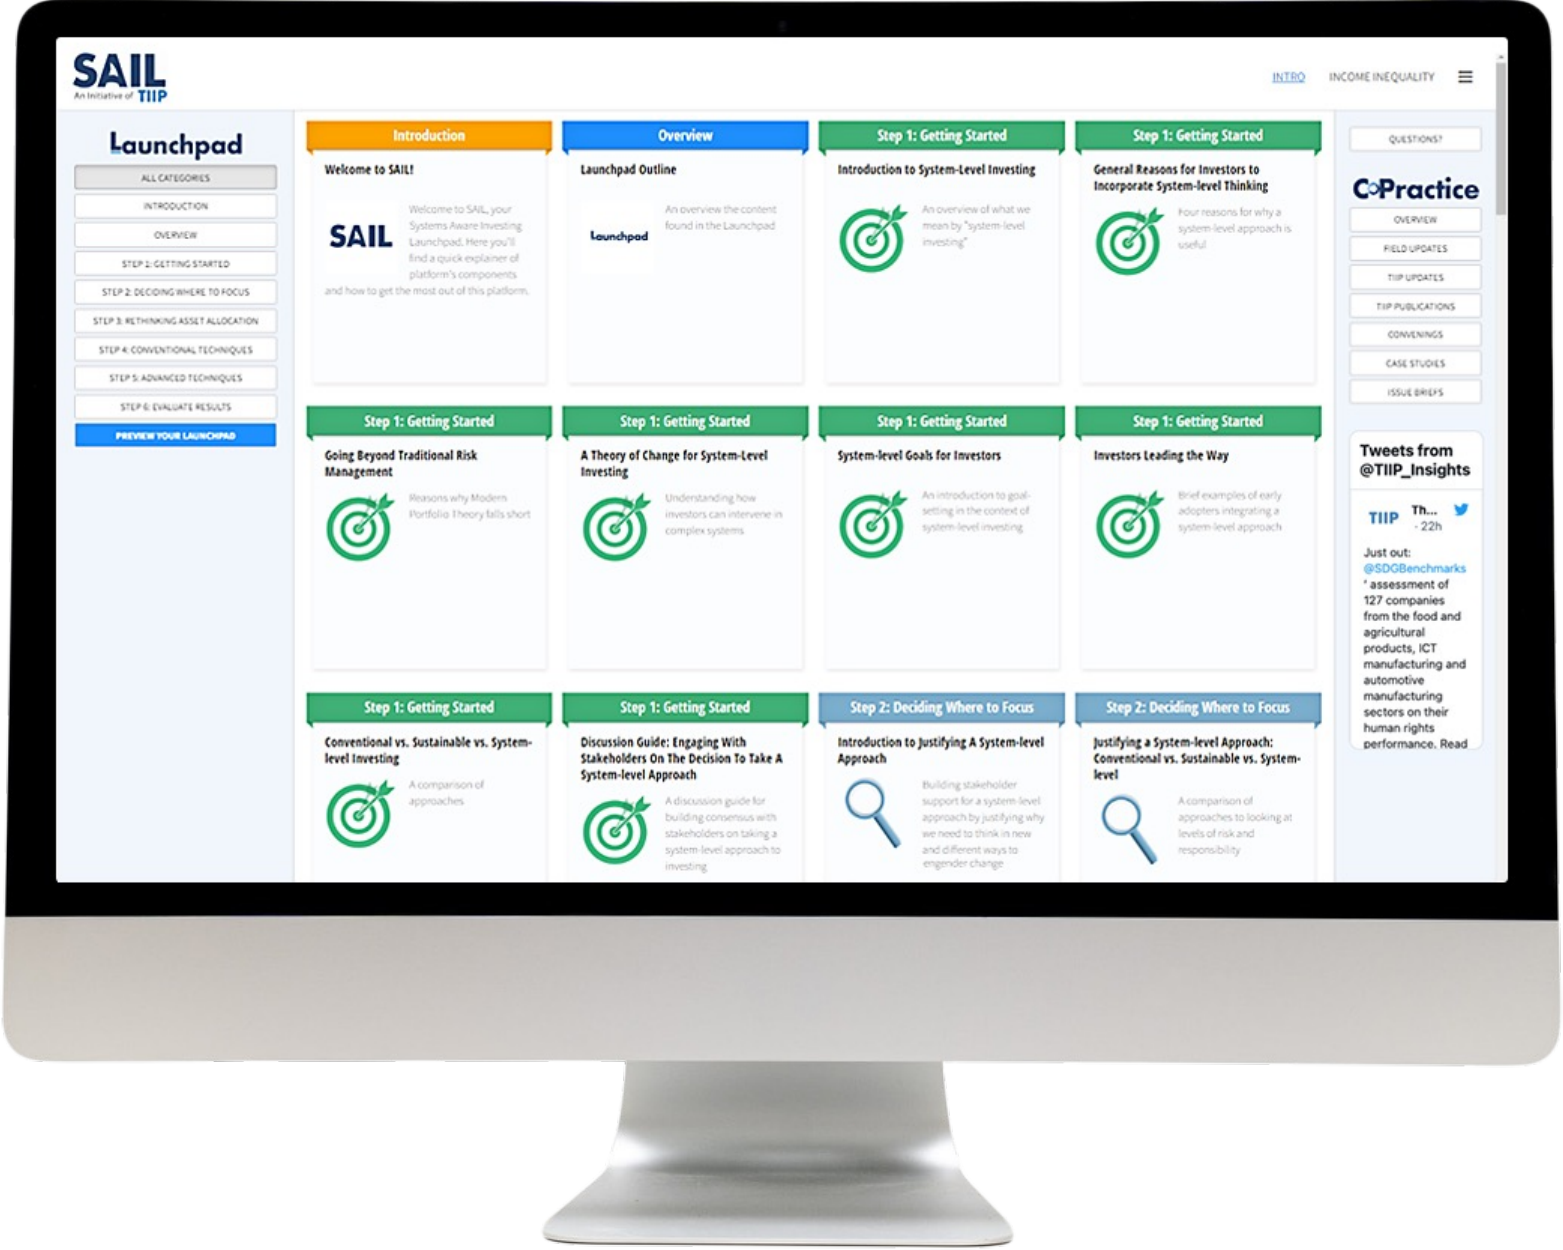 SAIL
An Initiative of TIIP
INTRO
INCOME INEQUALITY
Launchpad
ALL CATEGORIES
INTRODUCTION
OVERVIEW
STEP 1: GETTING STARTED
STEP 2: DECIDING WHERE TO FOCUS
STEP 3: RETHINKING ASSET ALLOCATION
STEP 4: CONVENTIONAL TECHNIQUES
STEP 5: ADVANCED TECHNIQUES
STEP 6: EVALUATE RESULTS
PREVIEW YOUR LAUNCHPAD
Introduction
Welcome to SAIL!
SAIL
Welcome to SAIL, your
Systems Aware Investing
Launchpad. Here you'll
find a quick explainer of
platform's components
and how to get the most out of this platform.
Overview
Launchpad Outline
Launchpad
An overview the content
found in the Launchpad
Step 1: Getting Started
Introduction to System-Level Investing
An overview of what we
mean by "system-level
investing"
Step 1: Getting Started
General Reasons for Investors to
Incorporate System-level Thinking
Four reasons for why a
system-level approach is
useful
Step 1: Getting Started
Going Beyond Traditional Risk
Management
Reasons why Modern
Portfolio Theory falls short
Step 1: Getting Started
A Theory of Change for System-Level
Investing
Understanding how
investors can intervene in
complex systems
Step 1: Getting Started
System-level Goals for Investors
An introduction to goal-
setting in the context of
system-level investing
Step 1: Getting Started
Investors Leading the Way
Brief examples of early
adopters integrating a
system-level approach
Step 1: Getting Started
Conventional vs. Sustainable vs. System-
level Investing
A comparison of
approaches
Step 1: Getting Started
Discussion Guide: Engaging With
Stakeholders On The Decision To Take A
System-level Approach
A discussion guide for
building consensus with
stakeholders on taking a
system-level approach to
investing
Step 2: Deciding Where to Focus
Introduction to Justifying A System-level
Approach
Building stakeholder
support for a system-level
approach by justifying why
we need to think in new
and different ways to
engender change
Step 2: Deciding Where to Focus
Justifying a System-level Approach:
Conventional vs. Sustainable vs. System-
level
A comparison of
approaches to looking at
levels of risk and
responsibility
QUESTIONS?
CoPractice
OVERVIEW
FIELD UPDATES
TIIP UPDATES
TIIP PUBLICATIONS
CONVENINGS
CASE STUDIES
ISSUE BRIEFS
Tweets from
@TIIP_Insights
TIIP
Th...
· 22h
Just out:
@SDGBenchmarks
' assessment of
127 companies
from the food and
agricultural
products, ICT
manufacturing and
automotive
manufacturing
sectors on their
human rights
performance. Read